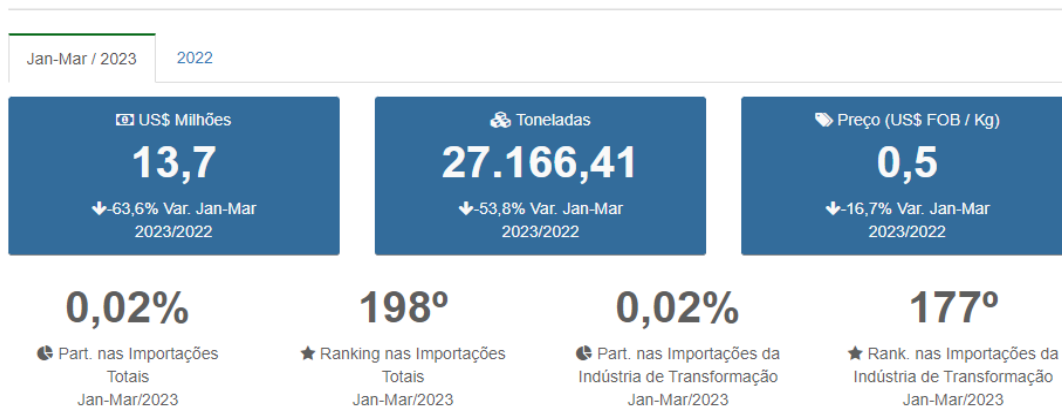 Jan-Mar / 2023
2022
US$ Milhões
13,7
-63,6% Var. Jan-Mar
2023/2022
Toneladas
27.166,41
-53,8% Var. Jan-Mar
2023/2022
Preço (US$ FOB / Kg)
0,5
-16,7% Var. Jan-Mar
2023/2022
0,02%
Part. nas Importações
Totais
Jan-Mar/2023
198º
Ranking nas Importações
Totais
Jan-Mar/2023
0,02%
Part. nas Importações da
Indústria de Transformação
Jan-Mar/2023
177º
Rank. nas Importações da
Indústria de Transformação
Jan-Mar/2023